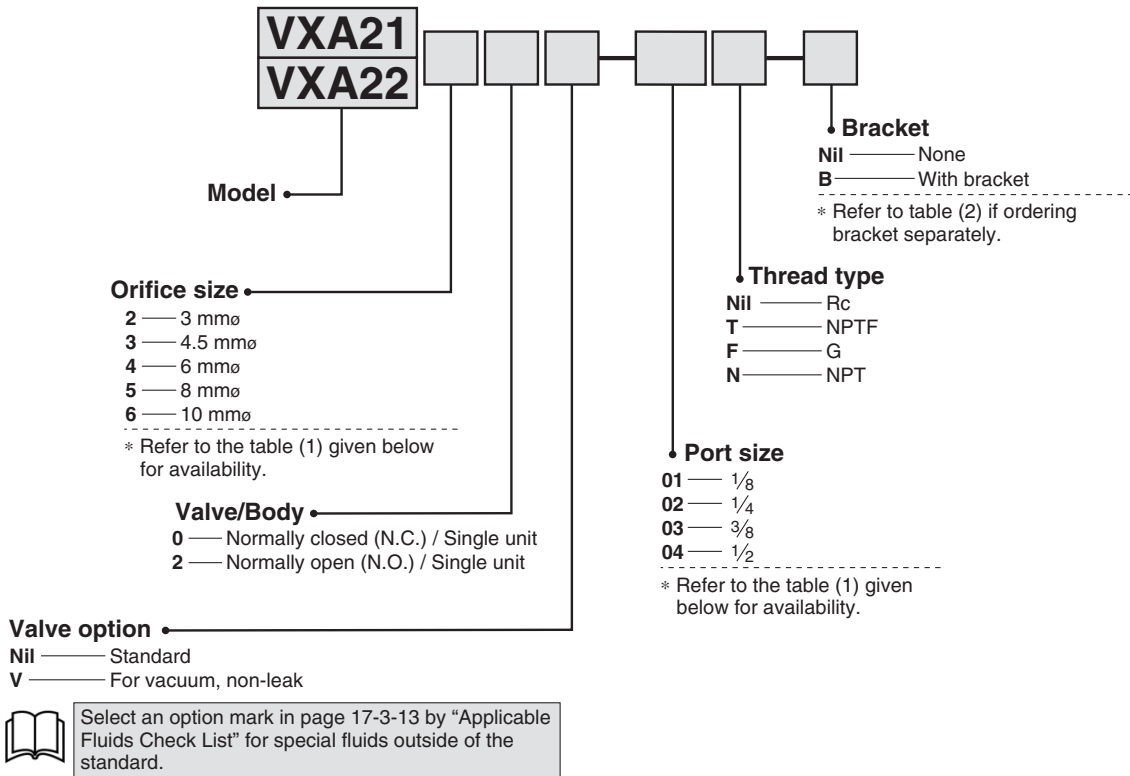 VXA21
VXA22
Bracket
Nil None
B With bracket
* Refer to table (2) if ordering
bracket separately.
Model
Thread type
Nil Rc
T NPTF
F G
N NPT
Orifice size
2 3 mmø
3 4.5 mmø
4 6 mmø
5 8 mmø
6 10 mmø
* Refer to the table (1) given below
for availability.
Port size
01 1/8
02 1/4
03 3/8
04 1/2
* Refer to the table (1) given
below for availability.
Valve/Body
0 Normally closed (N.C.) / Single unit
2 Normally open (N.O.) / Single unit
Valve option
Nil Standard
V For vacuum, non-leak
Select an option mark in page 17-3-13 by “Applicable
Fluids Check List” for special fluids outside of the
standard.